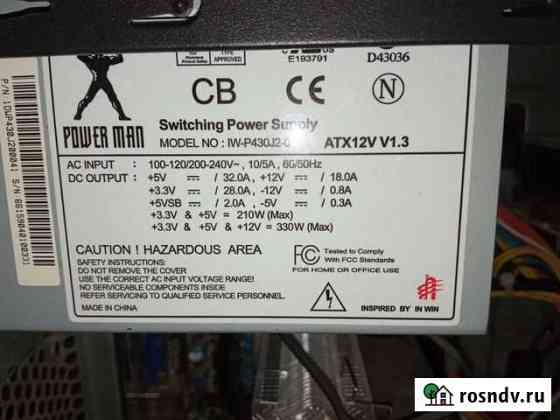 APPROVED
US
E193791
D43036
CB CE N
POWER MAN
Switching Power Supply
MODEL NO : IW-P430J2-0 ATX12V V1.3
AC INPUT : 100-120/200-240V~ , 10/5A , 60/50Hz
DC OUTPUT : +5V / 32.0A , +12V / 18.0A
+3.3V / 28.0A , -12V / 0.8A
+5VSB / 2.0A , -5V / 0.3A
+3.3V & +5V = 210W (Max)
+3.3V & +5V & +12V = 330W (Max)
CAUTION ! HAZARDOUS AREA
SAFETY INSTRUCTIONS:
DO NOT REMOVE THE COVER
USE THE CORRECT AC INPUT VOLTAGE RANGE!
NO SERVICEABLE COMPONENTS INSIDE
REFER SERVICING TO QUALIFIED SERVICE PERSONNEL.
MADE IN CHINA
FC Tested to Comply
With FCC Standards
FOR HOME OR OFFICE USE
INSPIRED BY IN WIN
rosndv.ru